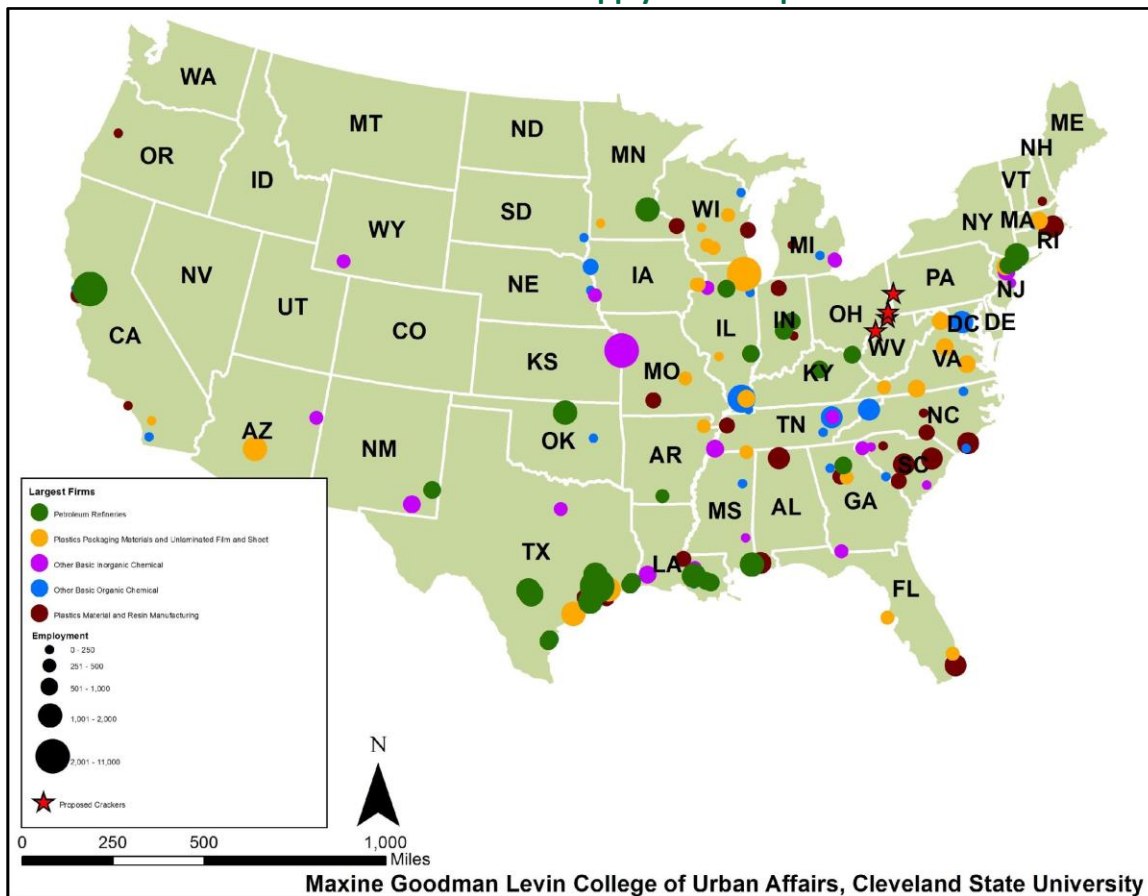 WA
MT
ND
MN
ME
OR
ID
SD
WI
NH
VT
NY
MA
RI
WY
MI
NV
NE
IA
PA
NJ
UT
CO
IL
IN
OH
DC
DE
CA
KS
MO
WV
VA
KY
AZ
NM
OK
AR
TN
NC
SC
MS
AL
GA
TX
LA
FL
Largest Firms
Petroleum Refineries
Plastics Packaging Materials and Unlaminated Film and Sheet
Other Basic Inorganic Chemical
Other Basic Organic Chemical
Plastics Material and Resin Manufacturing
Employment
0 - 250
251 - 500
501 - 1,000
1,001 - 2,000
2,001 - 11,000
Proposed Crackers
N
0 250 500 1,000
Miles
Maxine Goodman Levin College of Urban Affairs, Cleveland State University